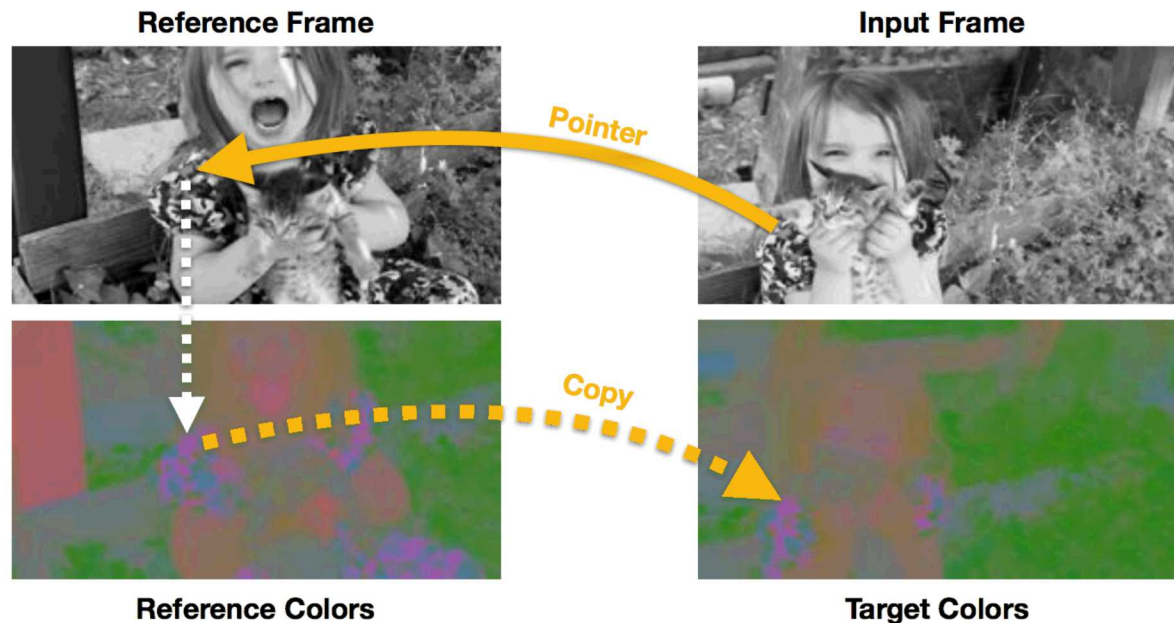 Reference Frame
Input Frame
Pointer
Copy
Reference Colors
Target Colors